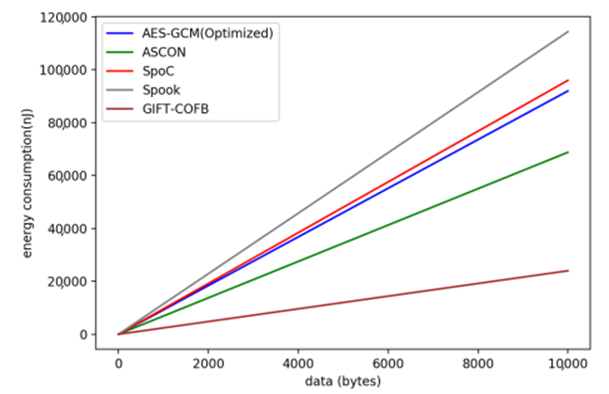 120,000
100,000
80,000
60,000
40,000
20,000
0
energy consumption(nJ)
AES-GCM(Optimized)
ASCON
SpoC
Spook
GIFT-COFB
0 2000 4000 6000 8000 10,000
data (bytes)